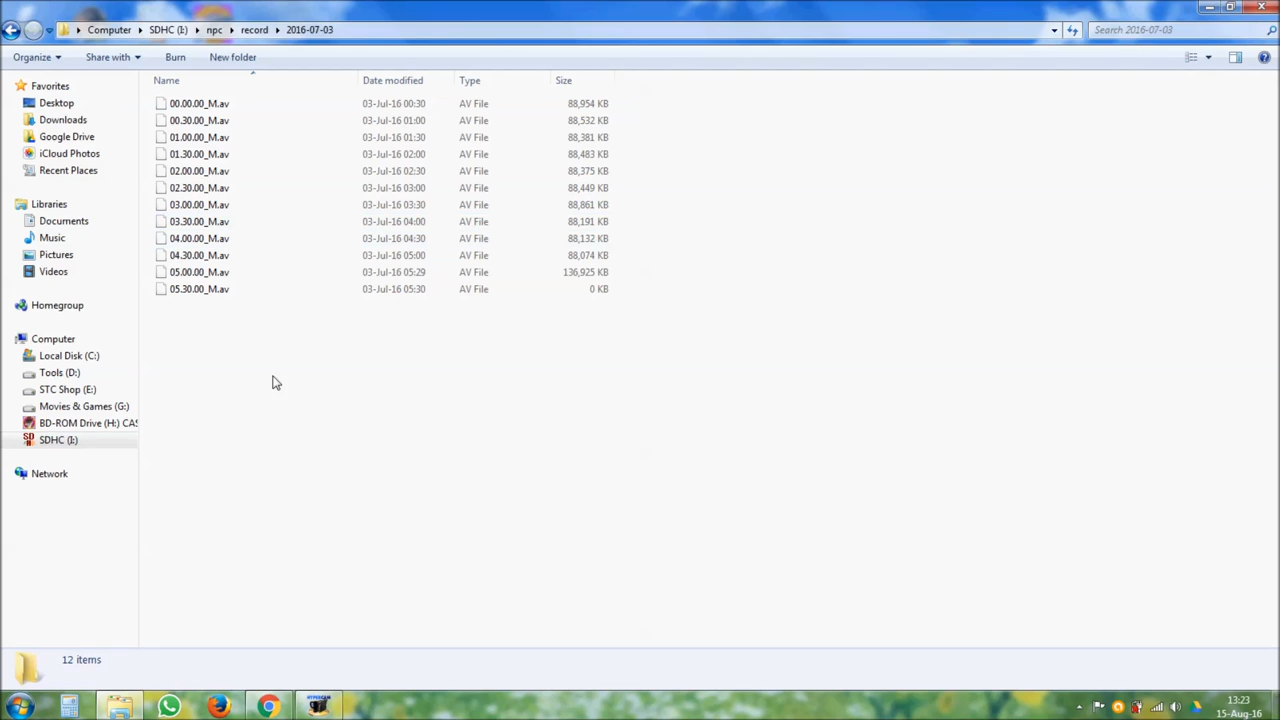 Computer ▸ SDHC (I:) ▸ npc ▸ record ▸ 2016-07-03
Search 2016-07-03
Organize
Share with
Burn
New folder
Favorites
Desktop
Downloads
Google Drive
iCloud Photos
Recent Places
Libraries
Documents
Music
Pictures
Videos
Homegroup
Computer
Local Disk (C:)
Tools (D:)
STC Shop (E:)
Movies & Games (G:)
BD-ROM Drive (H:) CAS
SDHC (I:)
Network
Name Date modified Type Size
00.00.00_M.av 03-Jul-16 00:30 AV File 88,954 KB
00.30.00_M.av 03-Jul-16 01:00 AV File 88,532 KB
01.00.00_M.av 03-Jul-16 01:30 AV File 88,381 KB
01.30.00_M.av 03-Jul-16 02:00 AV File 88,483 KB
02.00.00_M.av 03-Jul-16 02:30 AV File 88,375 KB
02.30.00_M.av 03-Jul-16 03:00 AV File 88,449 KB
03.00.00_M.av 03-Jul-16 03:30 AV File 88,861 KB
03.30.00_M.av 03-Jul-16 04:00 AV File 88,191 KB
04.00.00_M.av 03-Jul-16 04:30 AV File 88,132 KB
04.30.00_M.av 03-Jul-16 05:00 AV File 88,074 KB
05.00.00_M.av 03-Jul-16 05:29 AV File 136,925 KB
05.30.00_M.av 03-Jul-16 05:30 AV File 0 KB
12 items
13:23
15-Aug-16